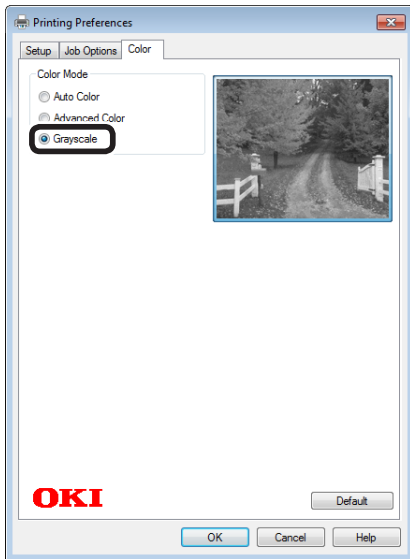 Printing Preferences
Setup Job Options Color
Color Mode
Auto Color
Advanced Color
Grayscale
OKI
Default
OK Cancel Help